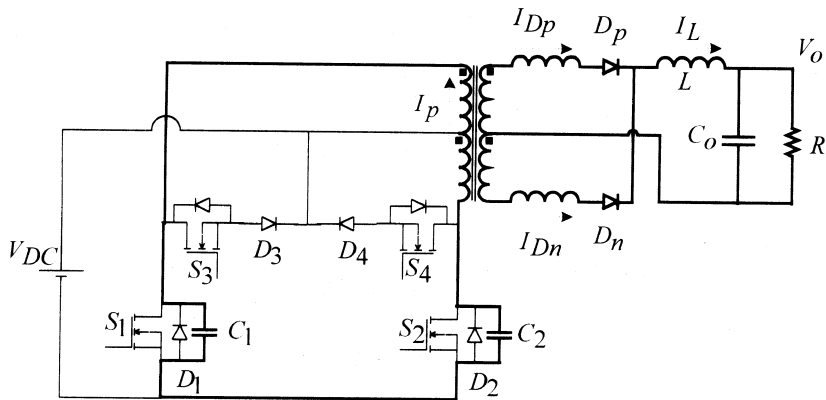 I_Dp D_p I_L V_o
I_p L
C_o R
V_DC S_3 D_3 D_4 S_4 I_Dn D_n
S_1 C_1 S_2 C_2
D_1 D_2